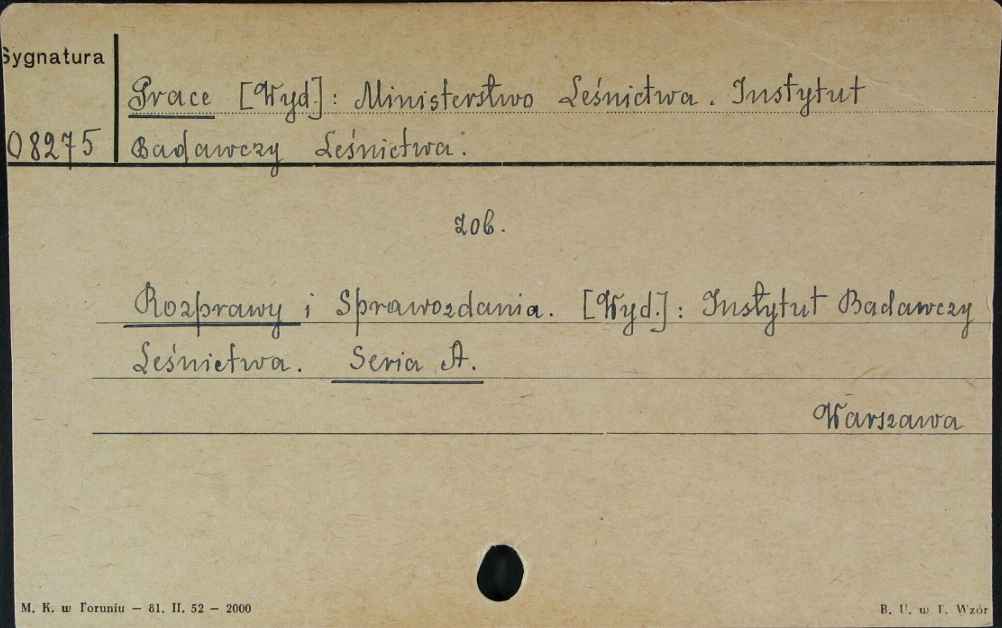 Sygnatura
Prace [Wyd.]: Ministerstwo Leśnictwa. Instytut
08275 Badawczy Leśnictwa.
zob.
Rozprawy i Sprawozdania. [Wyd.]: Instytut Badawczy
Leśnictwa. Seria A.
Warszawa
M. K. w Toruniu — 81. II. 52 — 2000
B. U. w T. Wzór